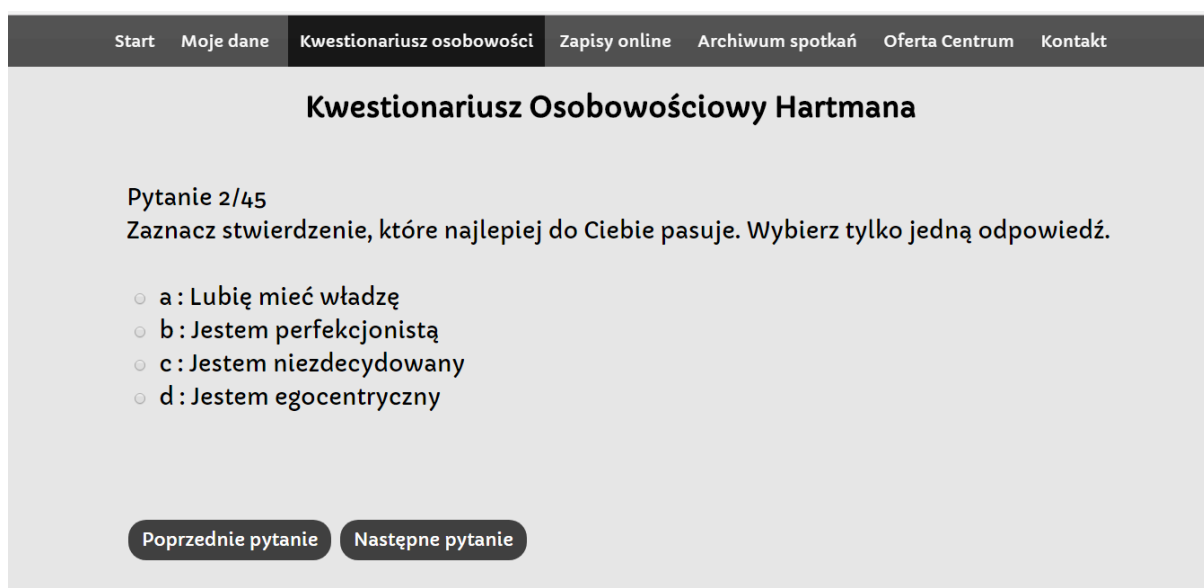 Start Moje dane Kwestionariusz osobowości Zapisy online Archiwum spotkań Oferta Centrum Kontakt
Kwestionariusz Osobowościowy Hartmana
Pytanie 2/45
Zaznacz stwierdzenie, które najlepiej do Ciebie pasuje. Wybierz tylko jedną odpowiedź.
a : Lubię mieć władzę
b : Jestem perfekcjonistą
c : Jestem niezdecydowany
d : Jestem egocentryczny
Poprzednie pytanie Następne pytanie